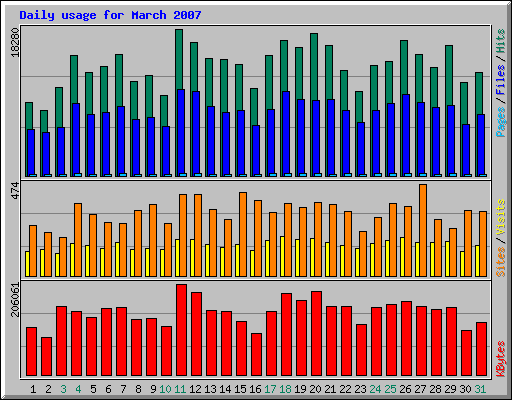 Daily usage for March 2007
18280
Pages / Files / Hits
474
Sites / Visits
206061
KBytes
1 2 3 4 5 6 7 8 9 10 11 12 13 14 15 16 17 18 19 20 21 22 23 24 25 26 27 28 29 30 31